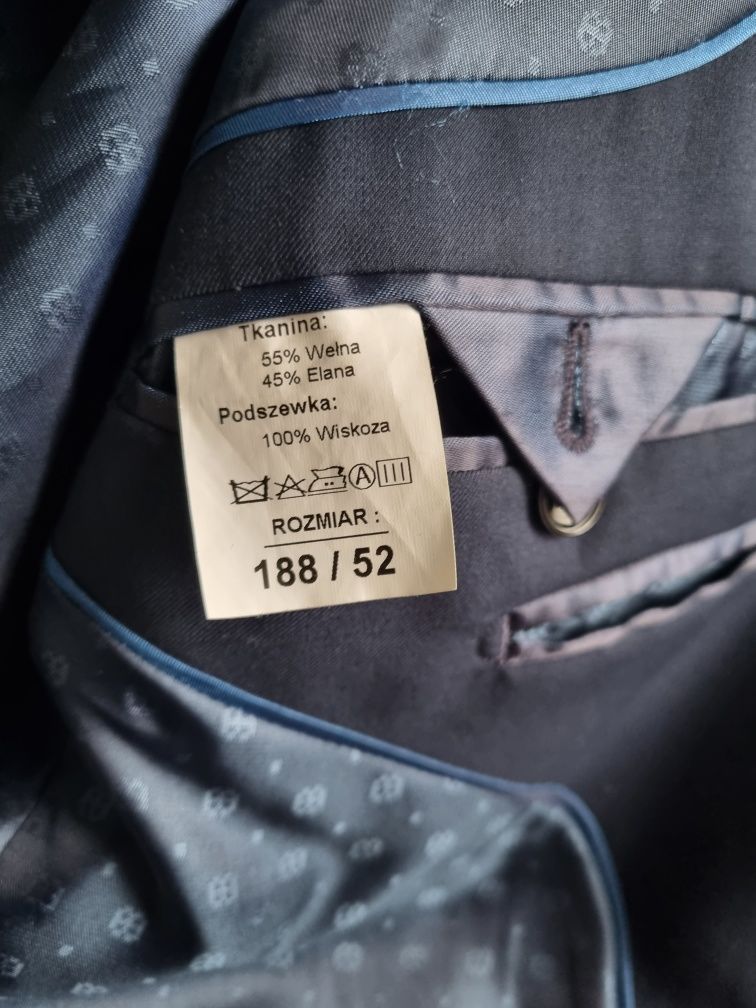 Tkanina:
55% Wełna
45% Elana
Podszewka:
100% Wiskoza
A
ROZMIAR :
188 / 52